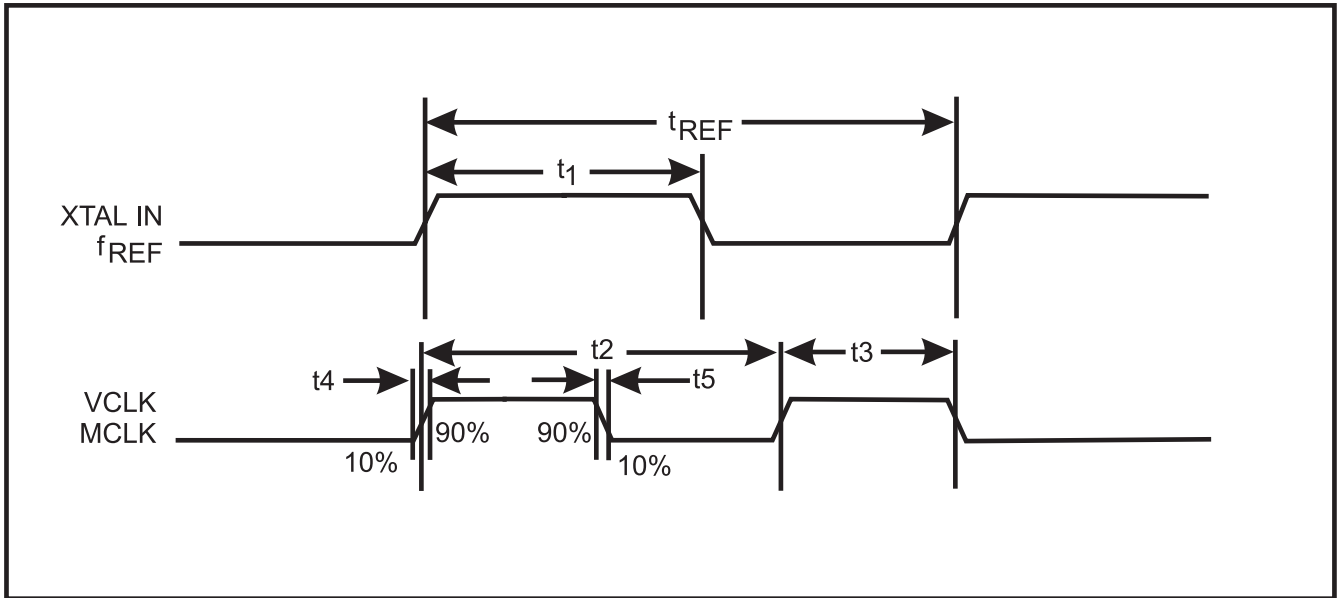 tREF
t1
XTAL IN
fREF
t2
t3
t4
t5
VCLK
MCLK
90%
90%
10%
10%